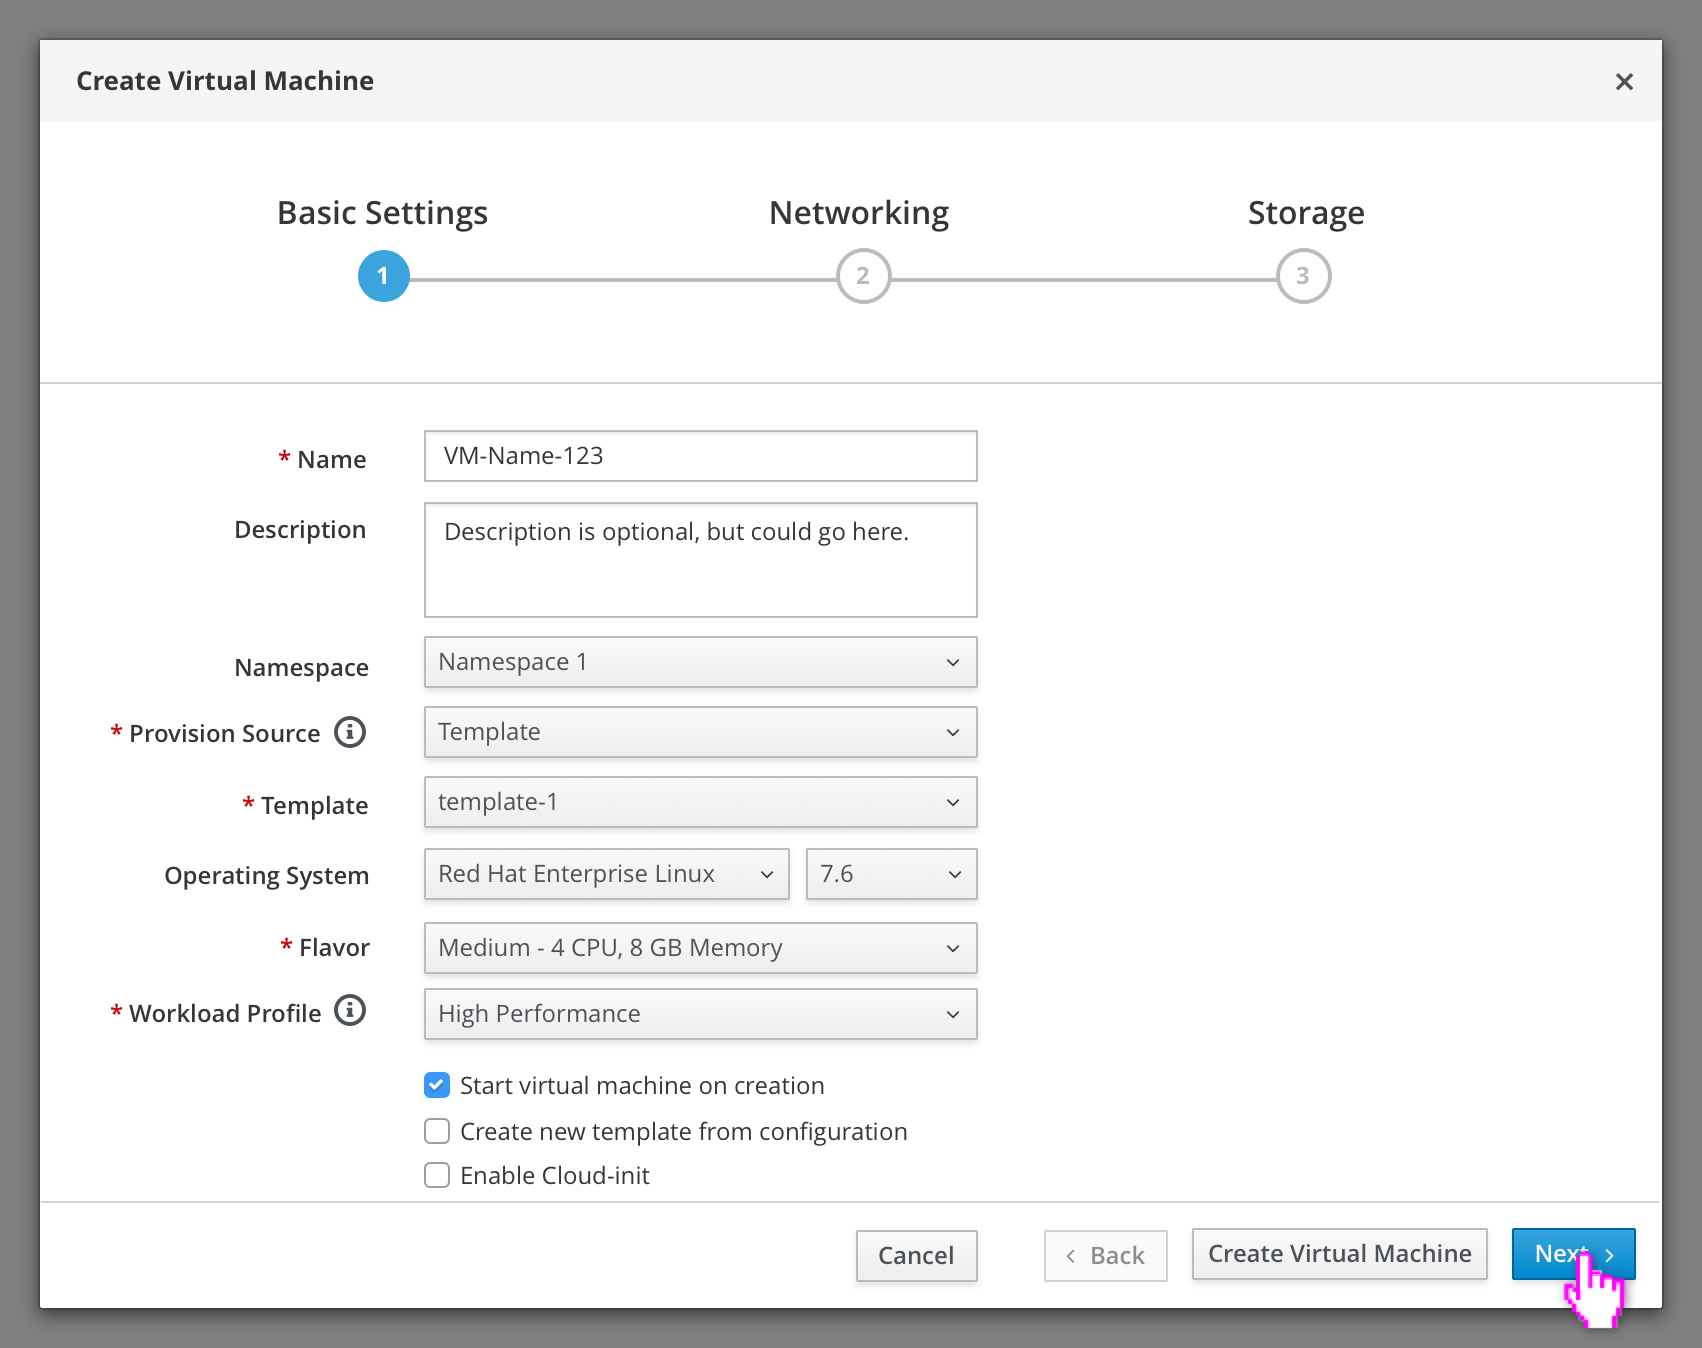 Create Virtual Machine
Basic Settings
Networking
Storage
1
2
3
* Name
VM-Name-123
Description
Description is optional, but could go here.
Namespace
Namespace 1
* Provision Source
Template
* Template
template-1
Operating System
Red Hat Enterprise Linux
7.6
* Flavor
Medium - 4 CPU, 8 GB Memory
* Workload Profile
High Performance
Start virtual machine on creation
Create new template from configuration
Enable Cloud-init
Cancel
Back
Create Virtual Machine
Next